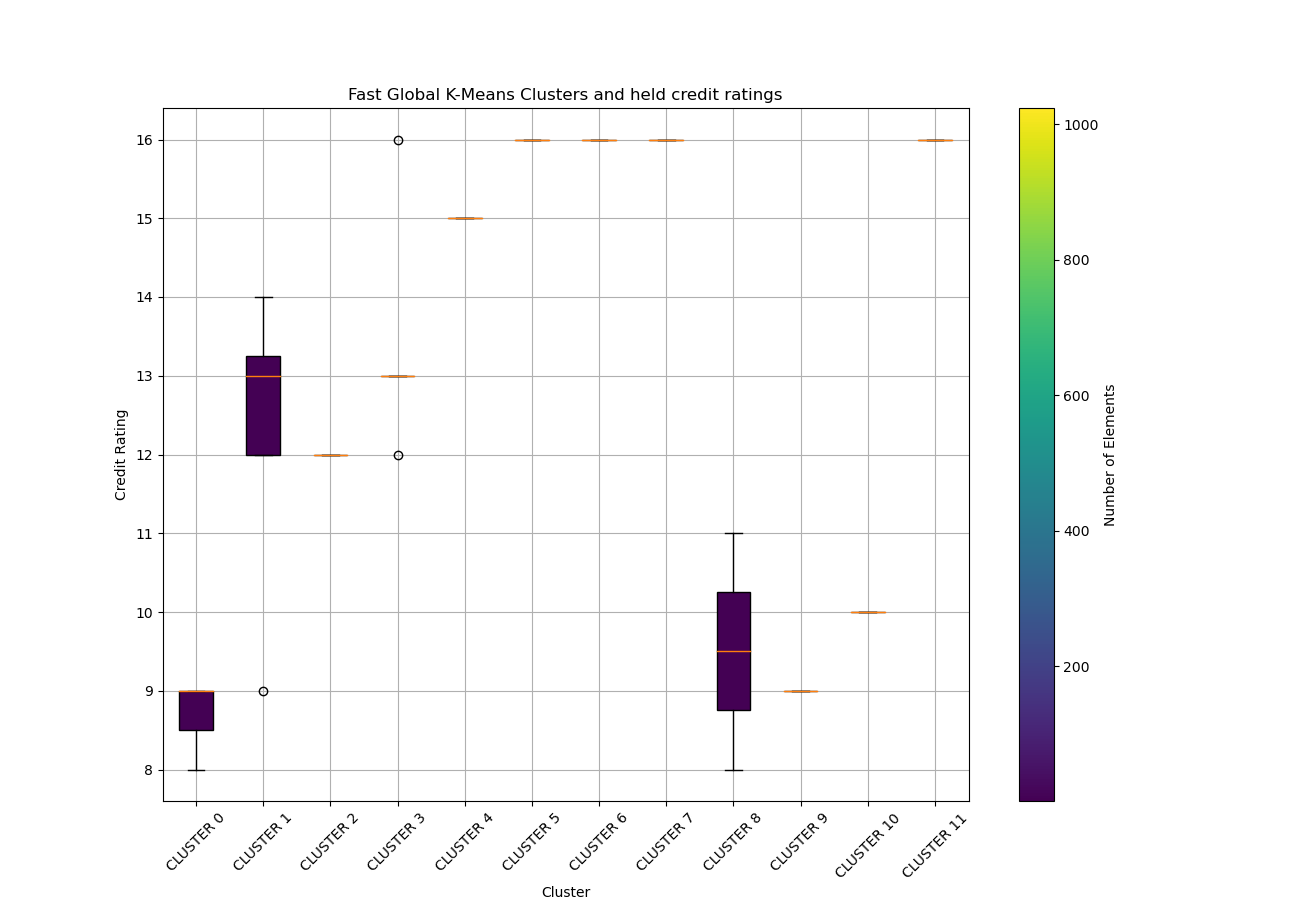 Fast Global K-Means Clusters and held credit ratings
16
15
14
13
12
11
10
9
8
Credit Rating
CLUSTER 0
CLUSTER 1
CLUSTER 2
CLUSTER 3
CLUSTER 4
CLUSTER 5
CLUSTER 6
CLUSTER 7
CLUSTER 8
CLUSTER 9
CLUSTER 10
CLUSTER 11
Cluster
1000
800
600
400
200
Number of Elements